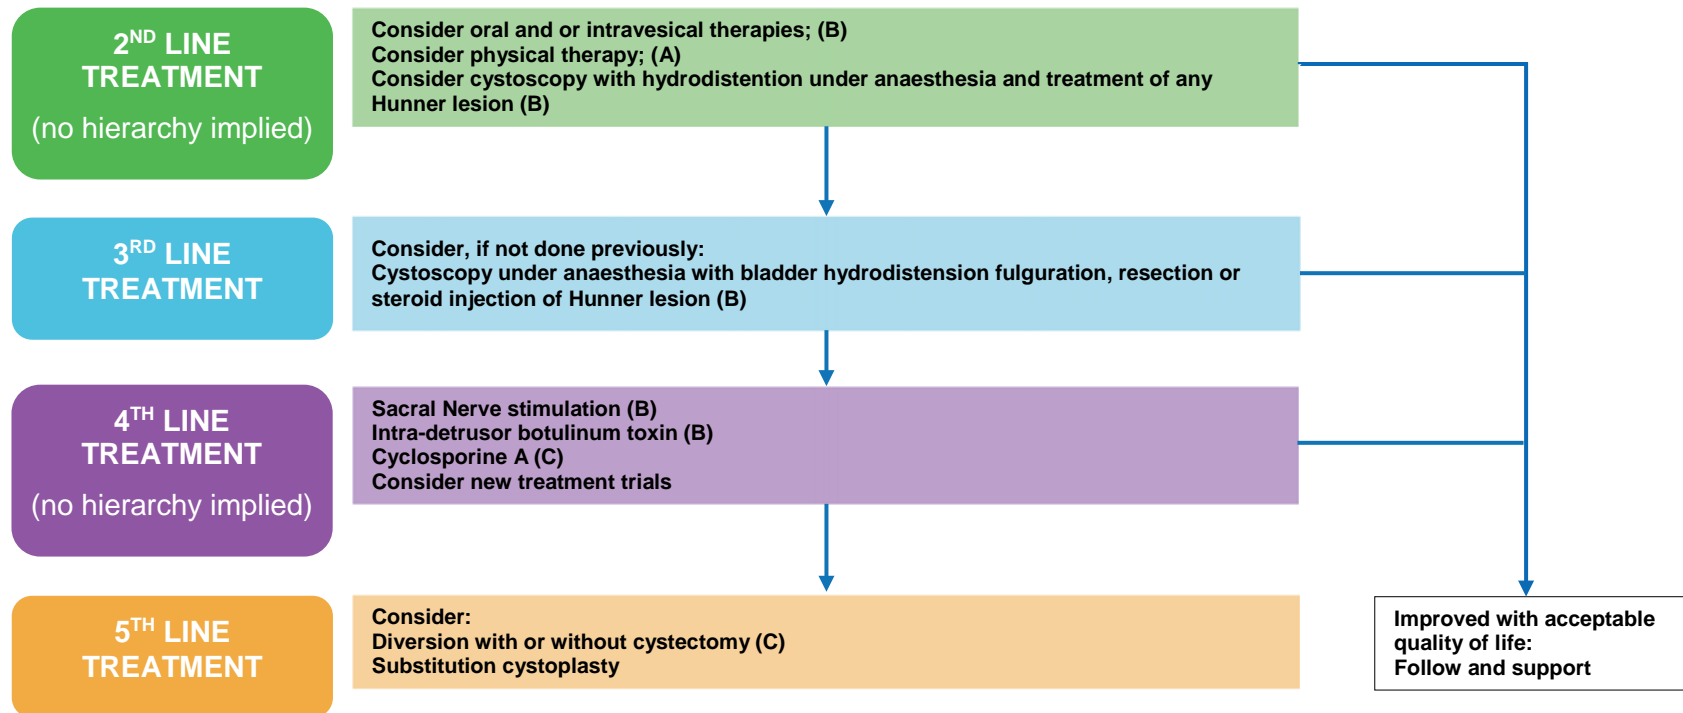 2ND LINE
TREATMENT
(no hierarchy implied)
Consider oral and or intravesical therapies; (B)
Consider physical therapy; (A)
Consider cystoscopy with hydrodistention under anaesthesia and treatment of any
Hunner lesion (B)
3RD LINE
TREATMENT
Consider, if not done previously:
Cystoscopy under anaesthesia with bladder hydrodistension fulguration, resection or
steroid injection of Hunner lesion (B)
4TH LINE
TREATMENT
(no hierarchy implied)
Sacral Nerve stimulation (B)
Intra-detrusor botulinum toxin (B)
Cyclosporine A (C)
Consider new treatment trials
5TH LINE
TREATMENT
Consider:
Diversion with or without cystectomy (C)
Substitution cystoplasty
Improved with acceptable
quality of life:
Follow and support